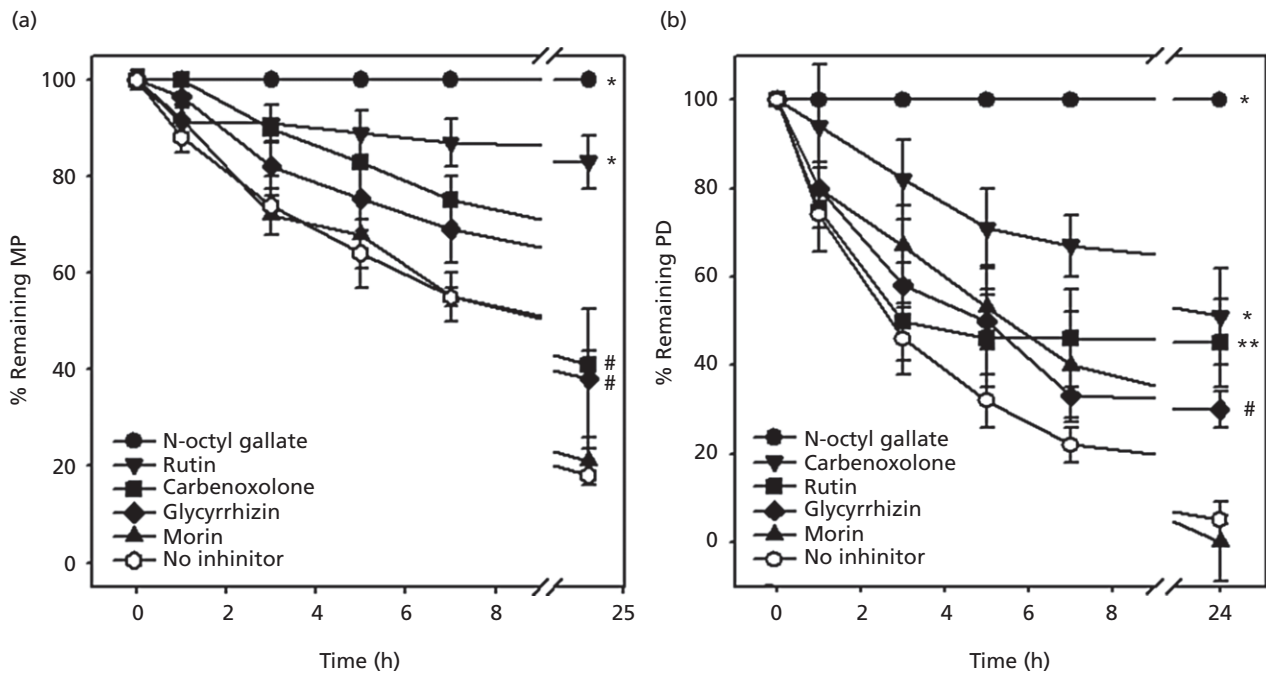 (a)
% Remaining MP
100
80
60
40
20
0
*
*
#
#
N-octyl gallate
Rutin
Carbenoxolone
Glycyrrhizin
Morin
No inhinitor
0 2 4 6 8 25
Time (h)
(b)
% Remaining PD
100
80
60
40
20
0
*
*
**
#
N-octyl gallate
Carbenoxolone
Rutin
Glycyrrhizin
Morin
No inhinitor
0 2 4 6 8 24
Time (h)